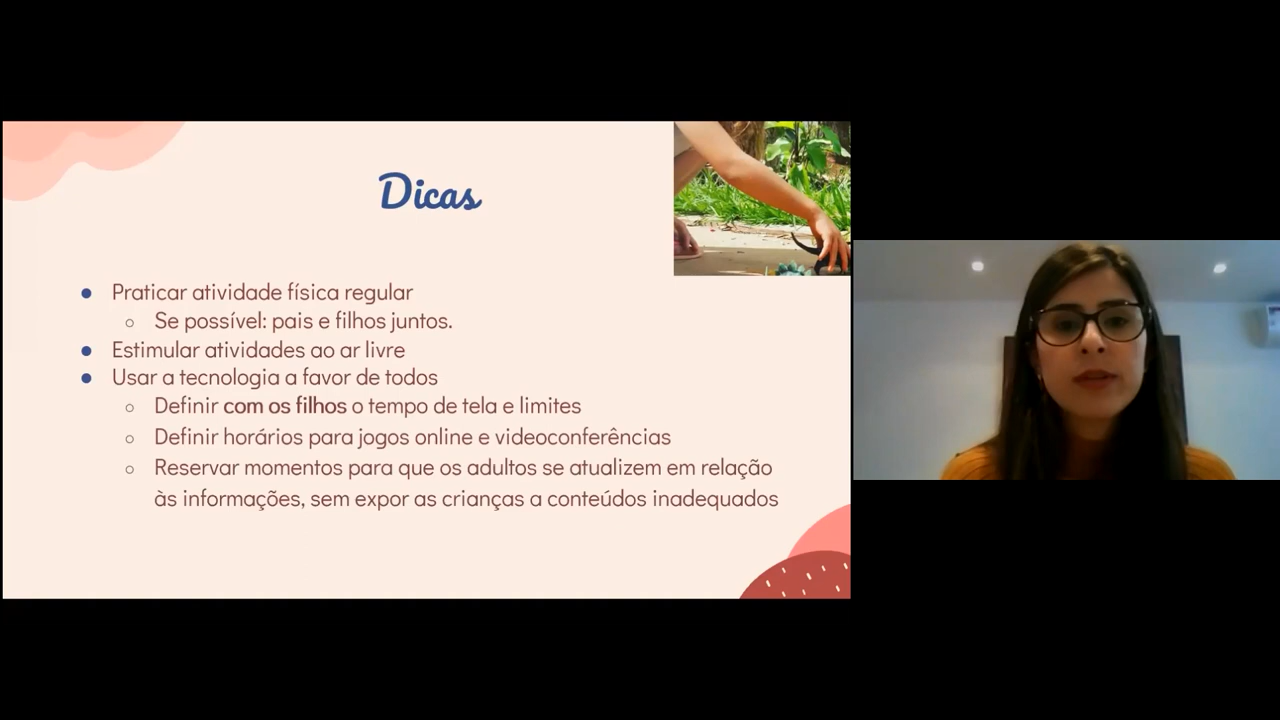 Dicas
● Praticar atividade física regular
○ Se possível: pais e filhos juntos.
● Estimular atividades ao ar livre
● Usar a tecnologia a favor de todos
○ Definir com os filhos o tempo de tela e limites
○ Definir horários para jogos online e videoconferências
○ Reservar momentos para que os adultos se atualizem em relação
às informações, sem expor as crianças a conteúdos inadequados